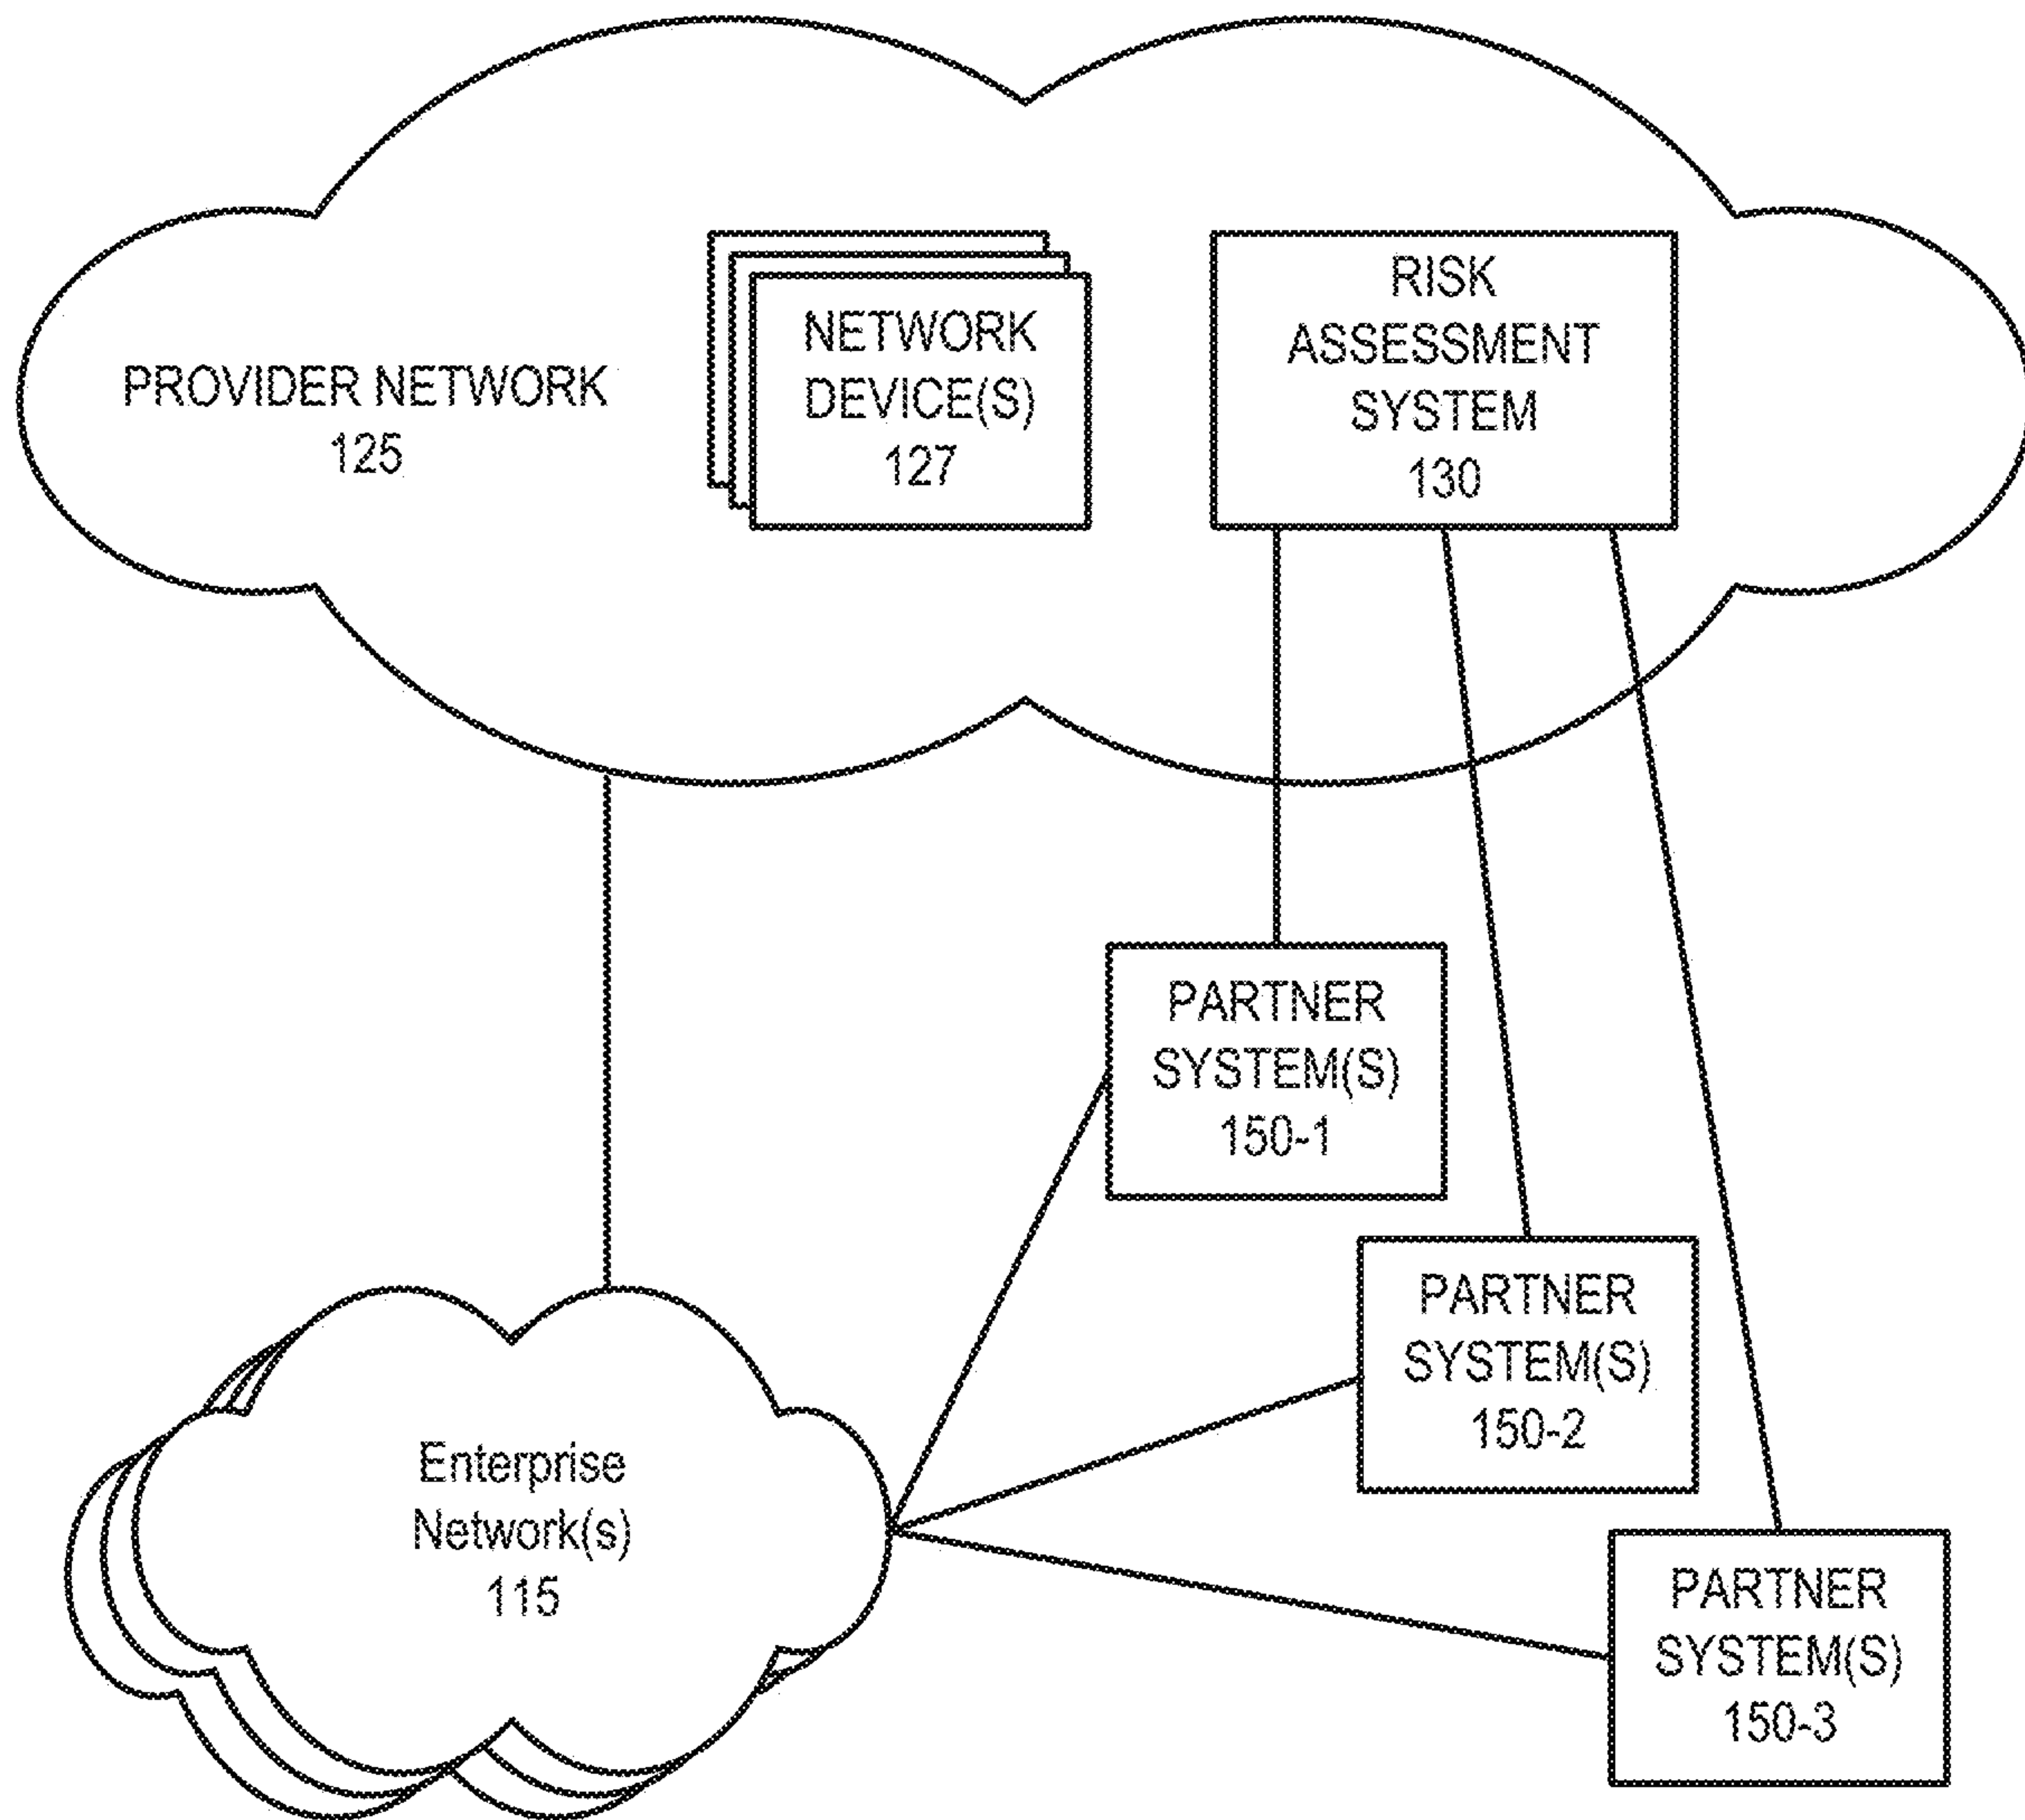 PROVIDER NETWORK
125
NETWORK
DEVICE(S)
127
RISK
ASSESSMENT
SYSTEM
130
PARTNER
SYSTEM(S)
150-1
PARTNER
SYSTEM(S)
150-2
Enterprise
Network(s)
115
PARTNER
SYSTEM(S)
150-3